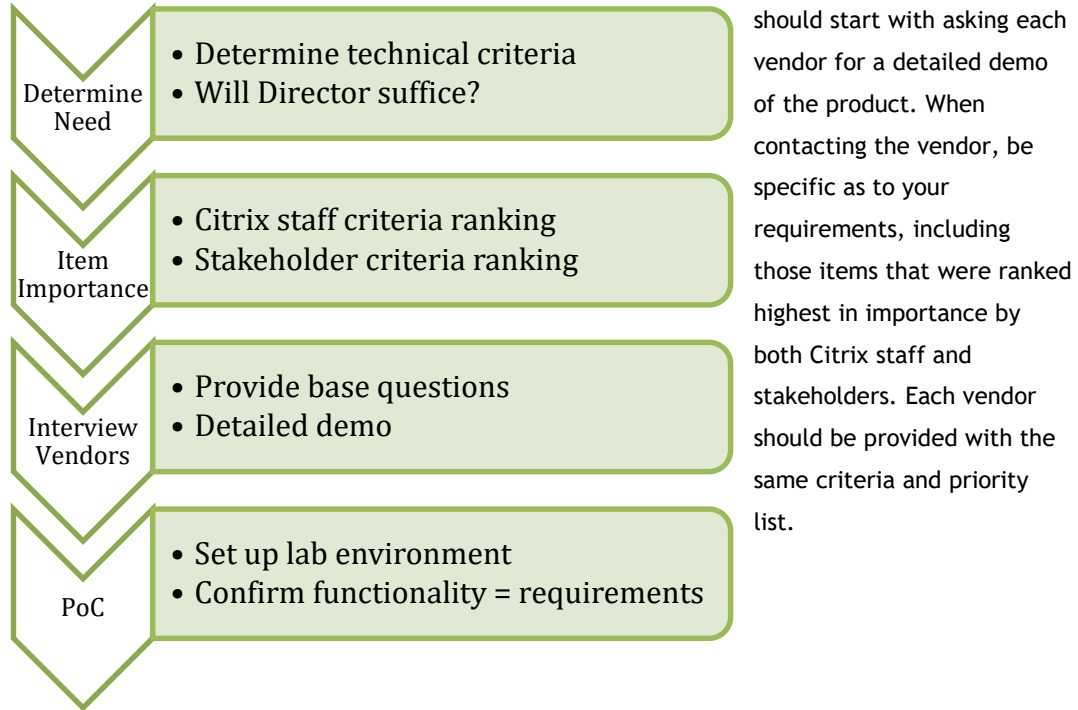 Determine
Need
• Determine technical criteria
• Will Director suffice?
Item
Importance
• Citrix staff criteria ranking
• Stakeholder criteria ranking
Interview
Vendors
• Provide base questions
• Detailed demo
PoC
• Set up lab environment
• Confirm functionality = requirements
should start with asking each
vendor for a detailed demo
of the product. When
contacting the vendor, be
specific as to your
requirements, including
those items that were ranked
highest in importance by
both Citrix staff and
stakeholders. Each vendor
should be provided with the
same criteria and priority
list.